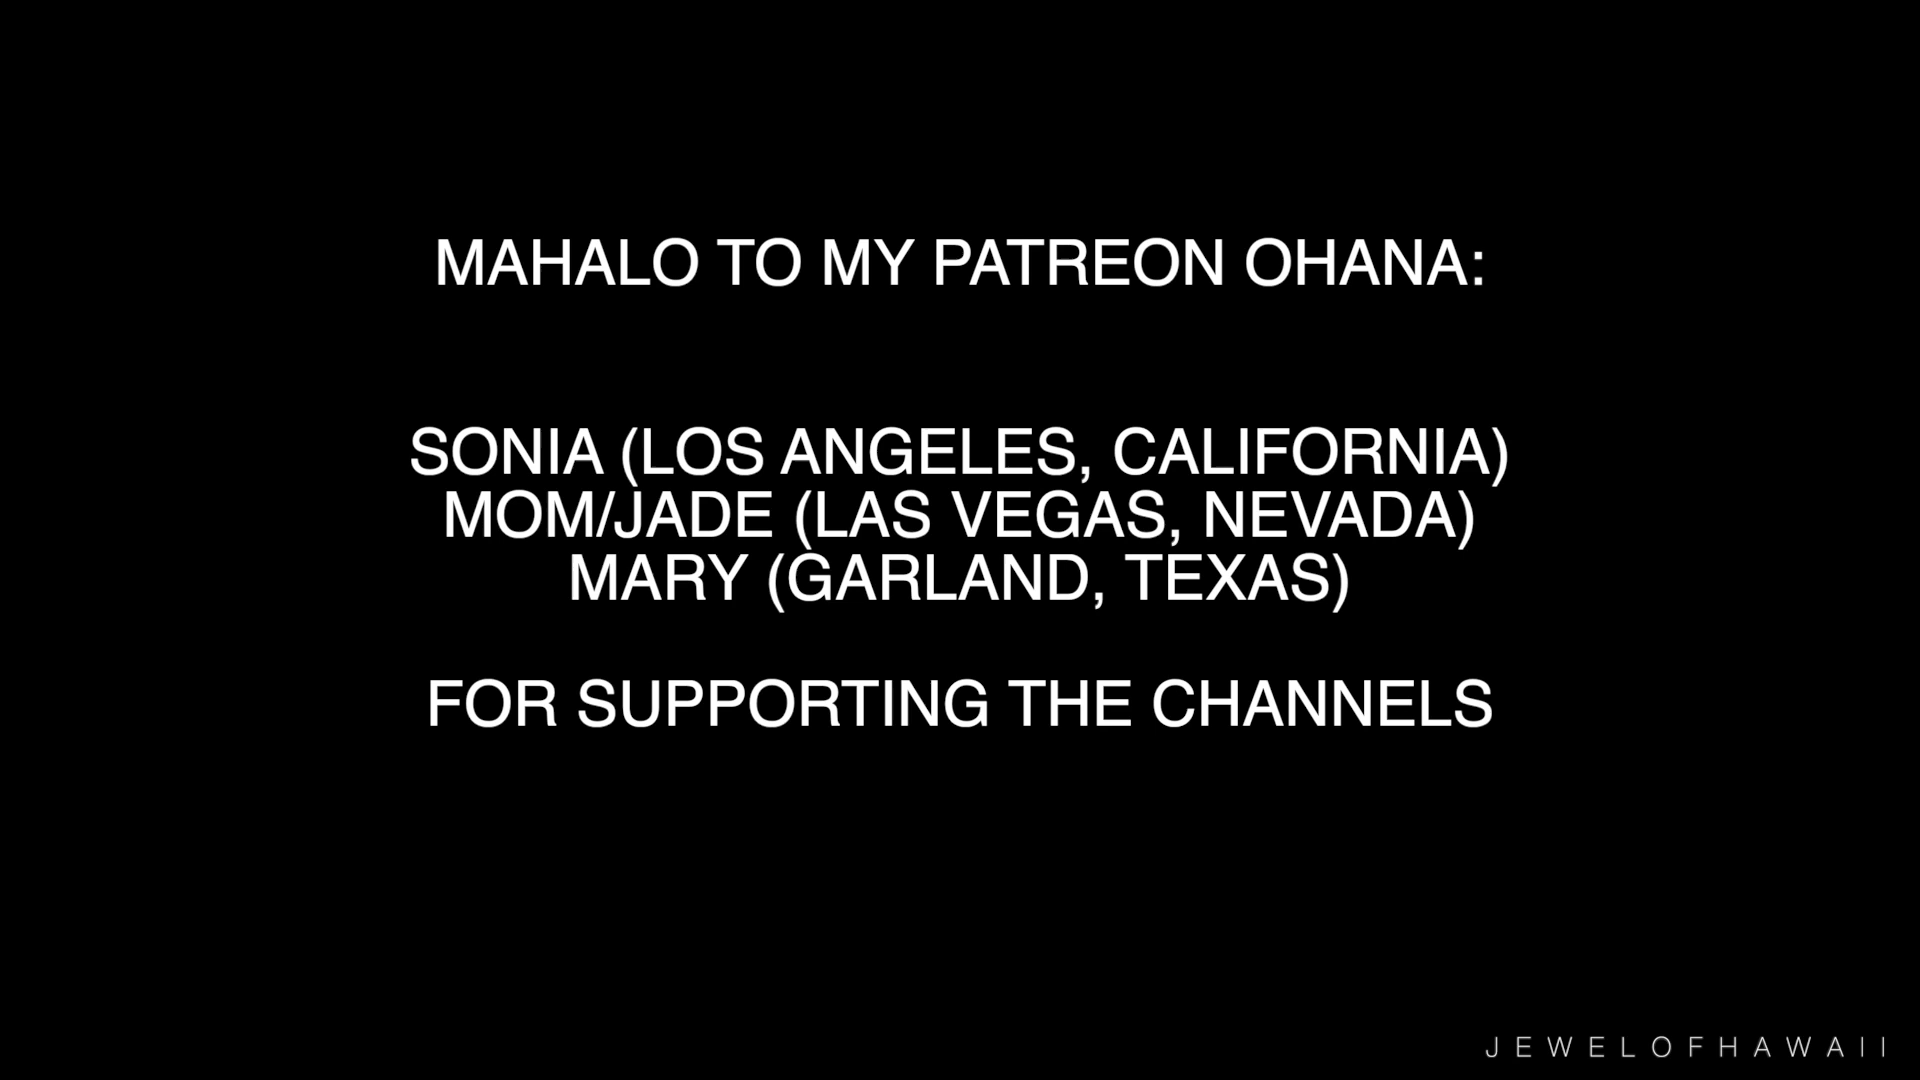 MAHALO TO MY PATREON OHANA:
SONIA (LOS ANGELES, CALIFORNIA)
MOM/JADE (LAS VEGAS, NEVADA)
MARY (GARLAND, TEXAS)
FOR SUPPORTING THE CHANNELS
JEWELOFHAWAII